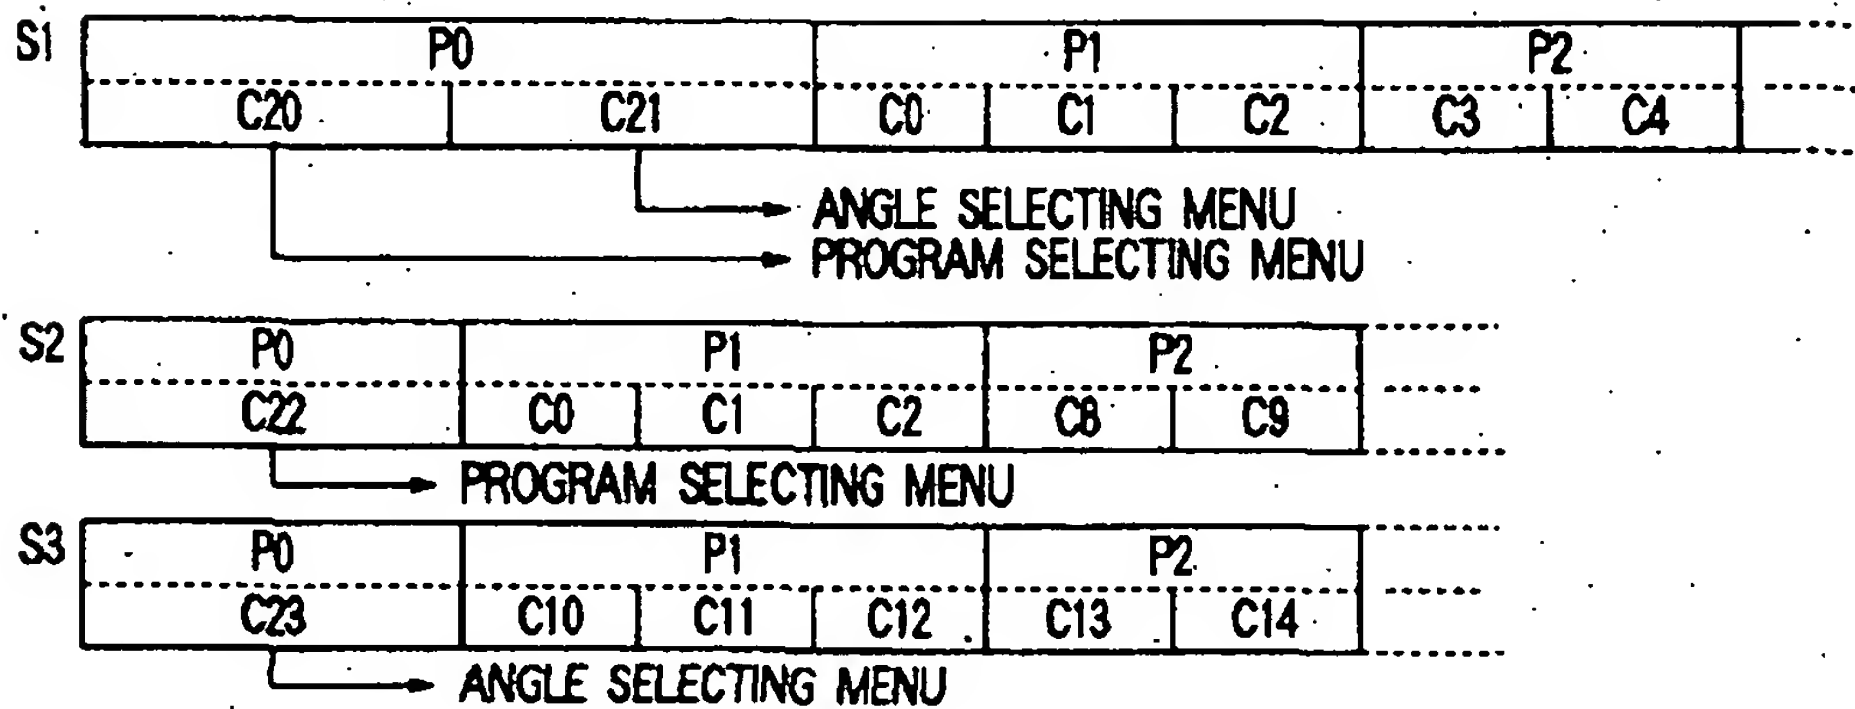 S1 P0 P1 P2
C20 C21 C0 C1 C2 C3 C4
ANGLE SELECTING MENU
PROGRAM SELECTING MENU
S2 P0 P1 P2
C22 C0 C1 C2 C8 C9
PROGRAM SELECTING MENU
S3 P0 P1 P2
C23 C10 C11 C12 C13 C14
ANGLE SELECTING MENU